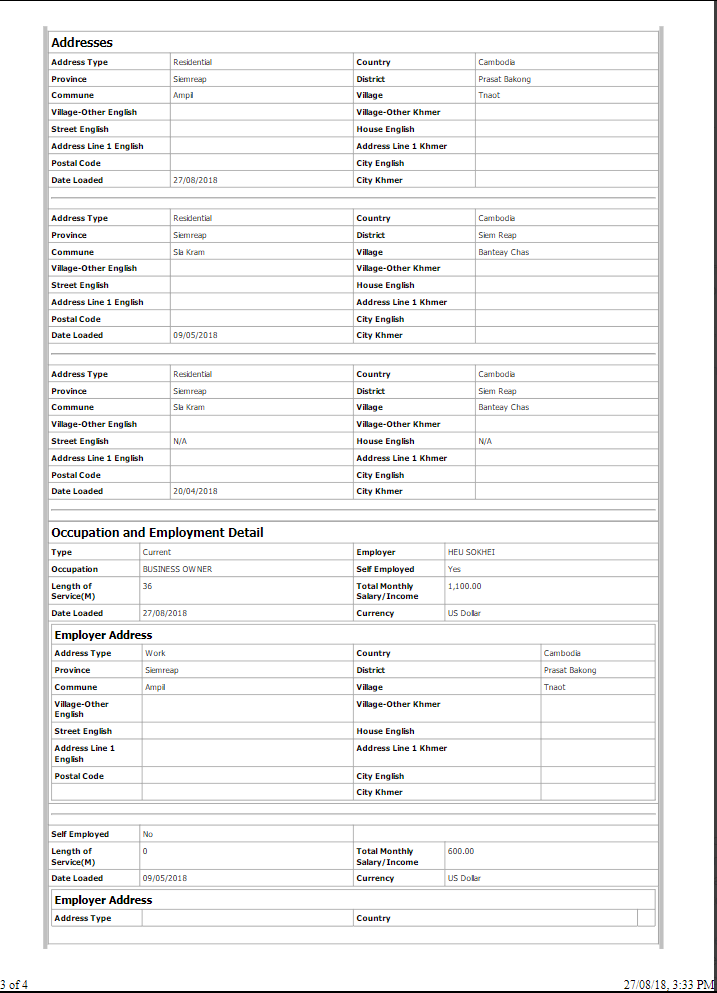 Addresses
Address Type Residential Country Cambodia
Province Siemreap District Prasat Bakong
Commune Ampil Village Tnaot
Village-Other English Village-Other Khmer
Street English House English
Address Line 1 English Address Line 1 Khmer
Postal Code City English
Date Loaded 27/08/2018 City Khmer
Address Type Residential Country Cambodia
Province Siemreap District Siem Reap
Commune Sla Kram Village Banteay Chas
Village-Other English Village-Other Khmer
Street English House English
Address Line 1 English Address Line 1 Khmer
Postal Code City English
Date Loaded 09/05/2018 City Khmer
Address Type Residential Country Cambodia
Province Siemreap District Siem Reap
Commune Sla Kram Village Banteay Chas
Village-Other English Village-Other Khmer
Street English N/A House English N/A
Address Line 1 English Address Line 1 Khmer
Postal Code City English
Date Loaded 20/04/2018 City Khmer
Occupation and Employment Detail
Type Current Employer HEU SOKHEI
Occupation BUSINESS OWNER Self Employed Yes
Length of 36 Total Monthly 1,100.00
Service(M) Salary/Income
Date Loaded 27/08/2018 Currency US Dollar
Employer Address
Address Type Work Country Cambodia
Province Siemreap District Prasat Bakong
Commune Ampil Village Tnaot
Village-Other Village-Other Khmer
English
Street English House English
Address Line 1 Address Line 1 Khmer
English
Postal Code City English
City Khmer
Self Employed No
Length of 0 Total Monthly 600.00
Service(M) Salary/Income
Date Loaded 09/05/2018 Currency US Dollar
Employer Address
Address Type Country
3 of 4 27/08/18, 3:33 PM